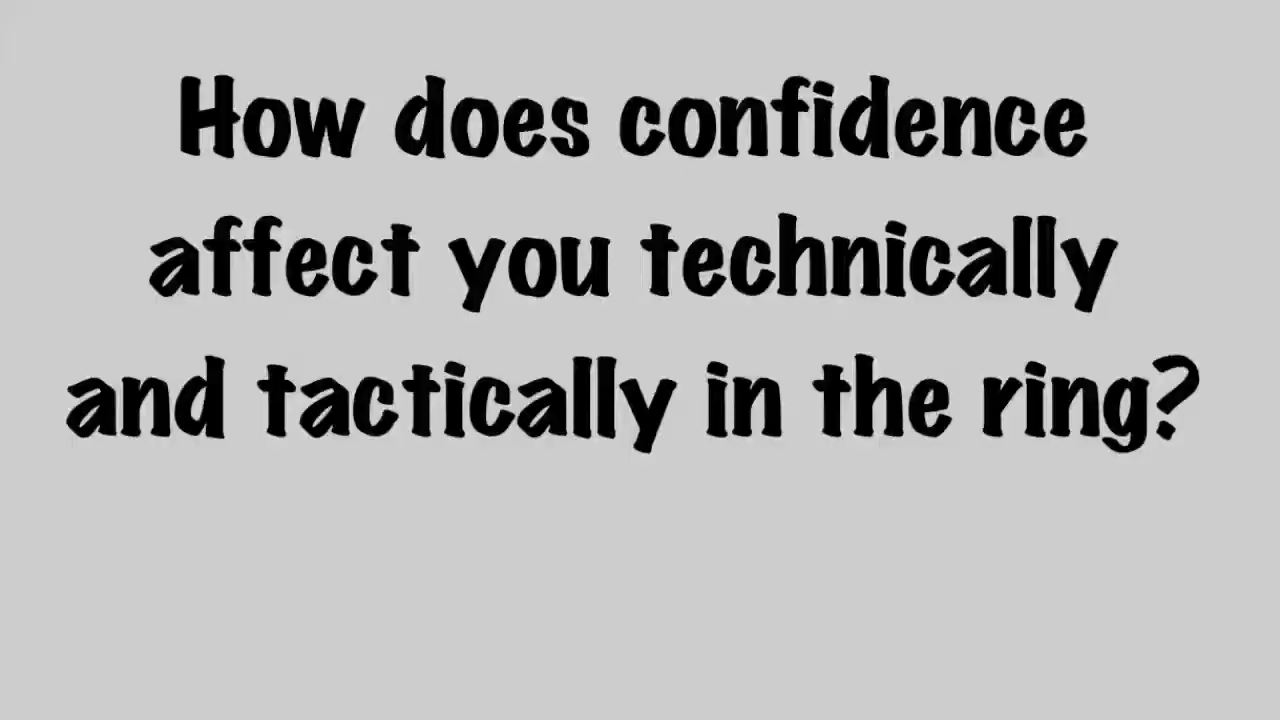 How does confidence
affect you technically
and tactically in the ring?